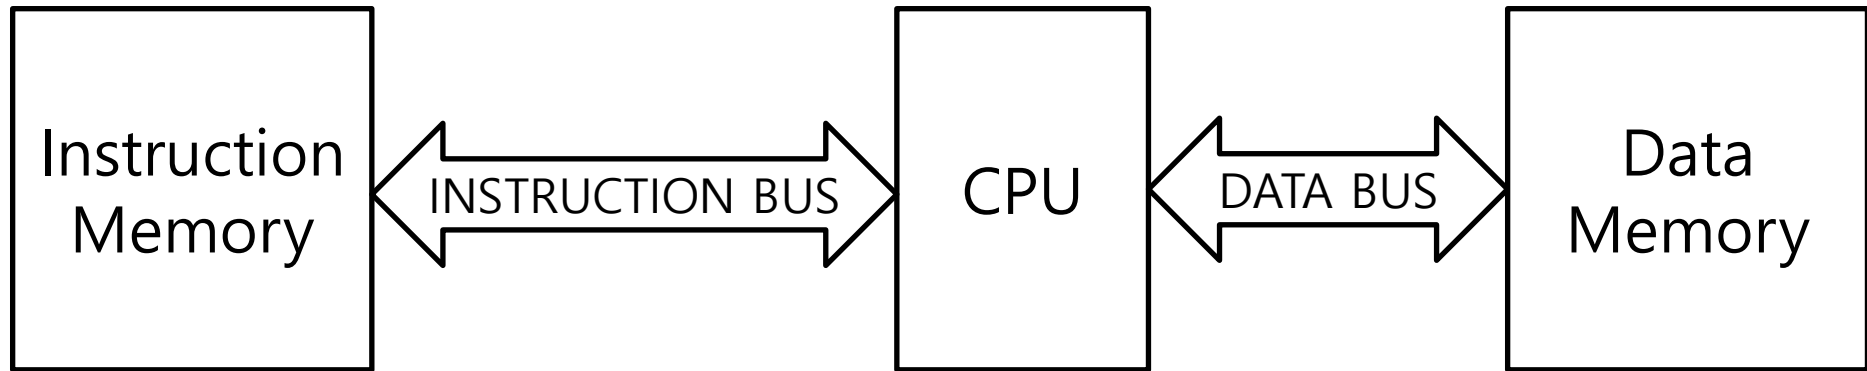 Instruction
Memory
INSTRUCTION BUS
CPU
DATA BUS
Data
Memory